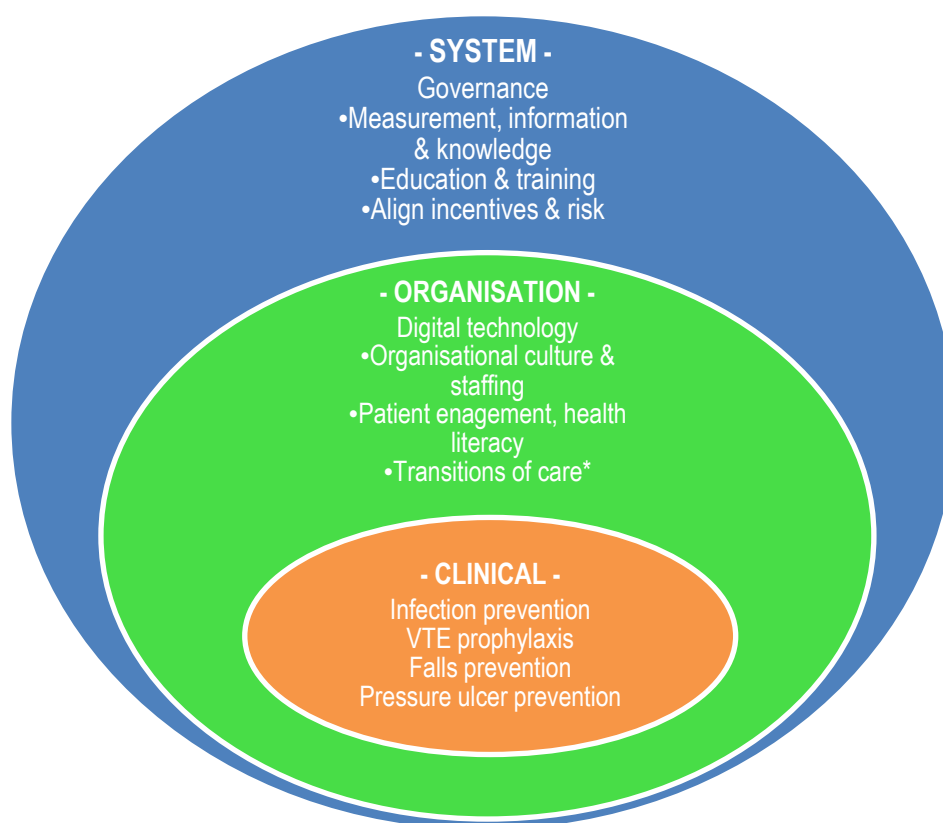 - SYSTEM -
Governance
•Measurement, information
& knowledge
•Education & training
•Align incentives & risk
- ORGANISATION -
Digital technology
•Organisational culture &
staffing
•Patient enagement, health
literacy
•Transitions of care*
- CLINICAL -
Infection prevention
VTE prophylaxis
Falls prevention
Pressure ulcer prevention